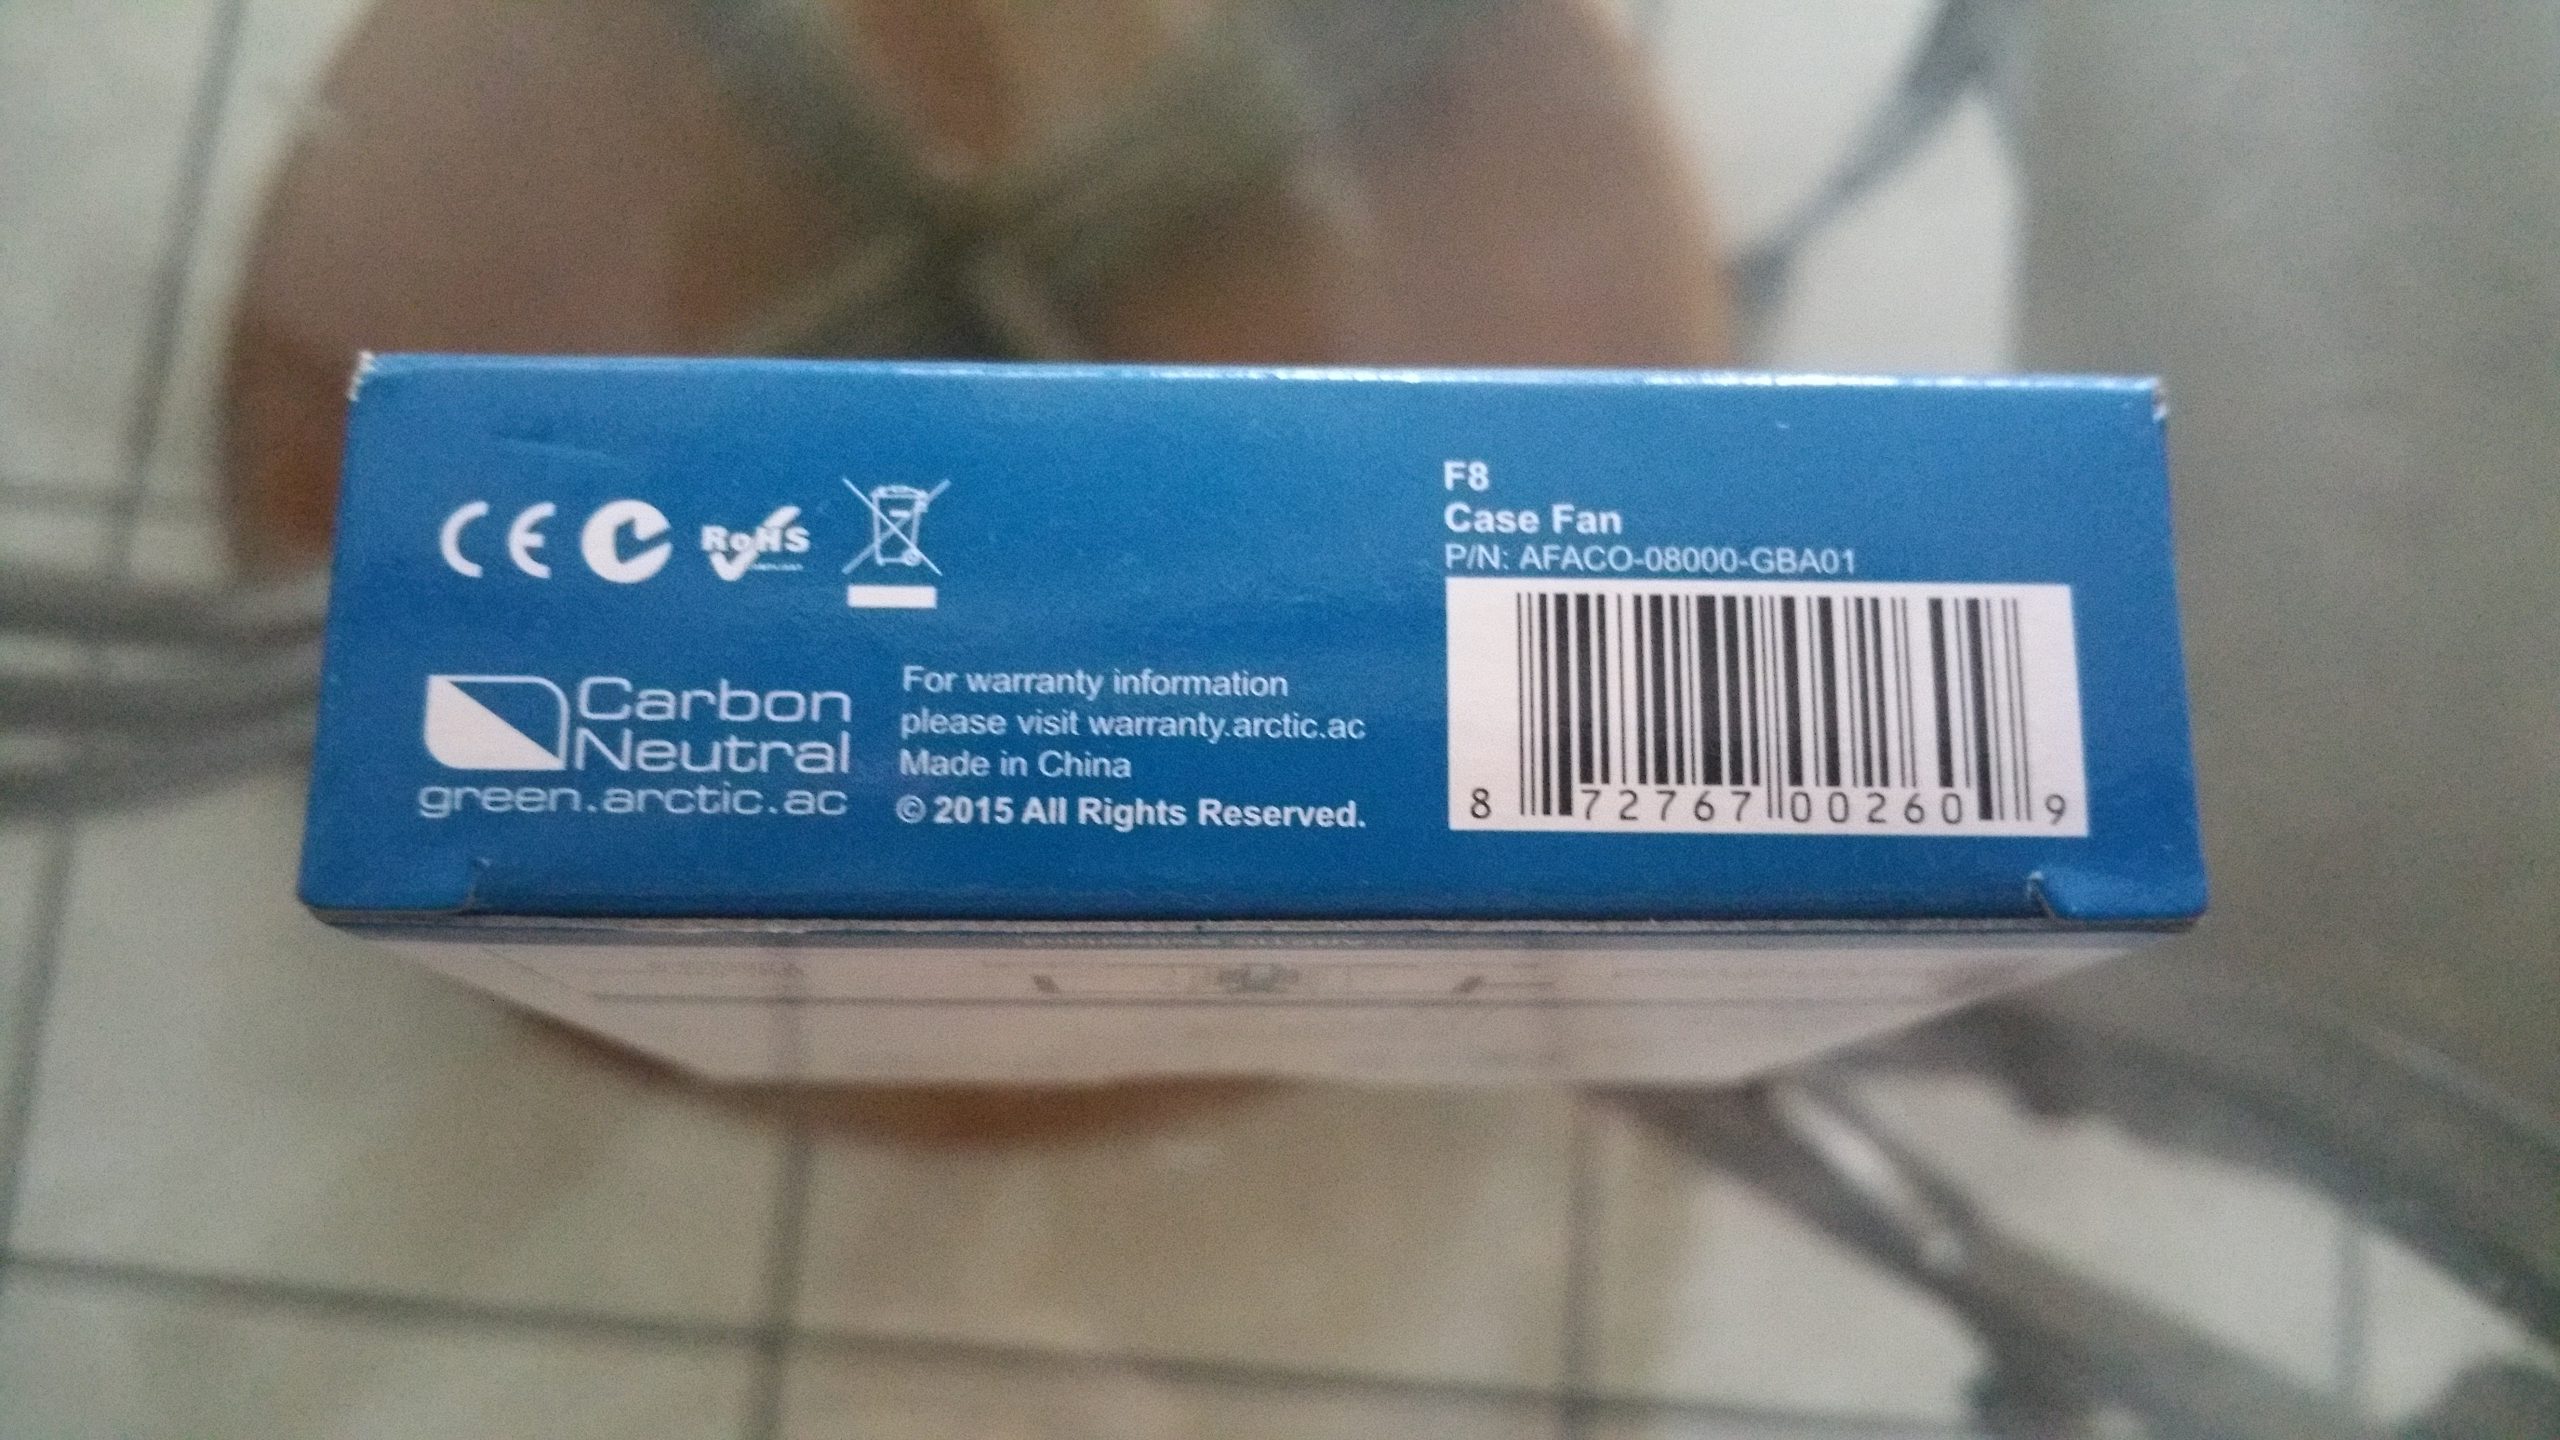 CE
RoHS
F8
Case Fan
P/N: AFACO-08000-GBA01
Carbon
Neutral
green.arctic.ac
For warranty information
please visit warranty.arctic.ac
Made in China
© 2015 All Rights Reserved.
8 72767 00260 9